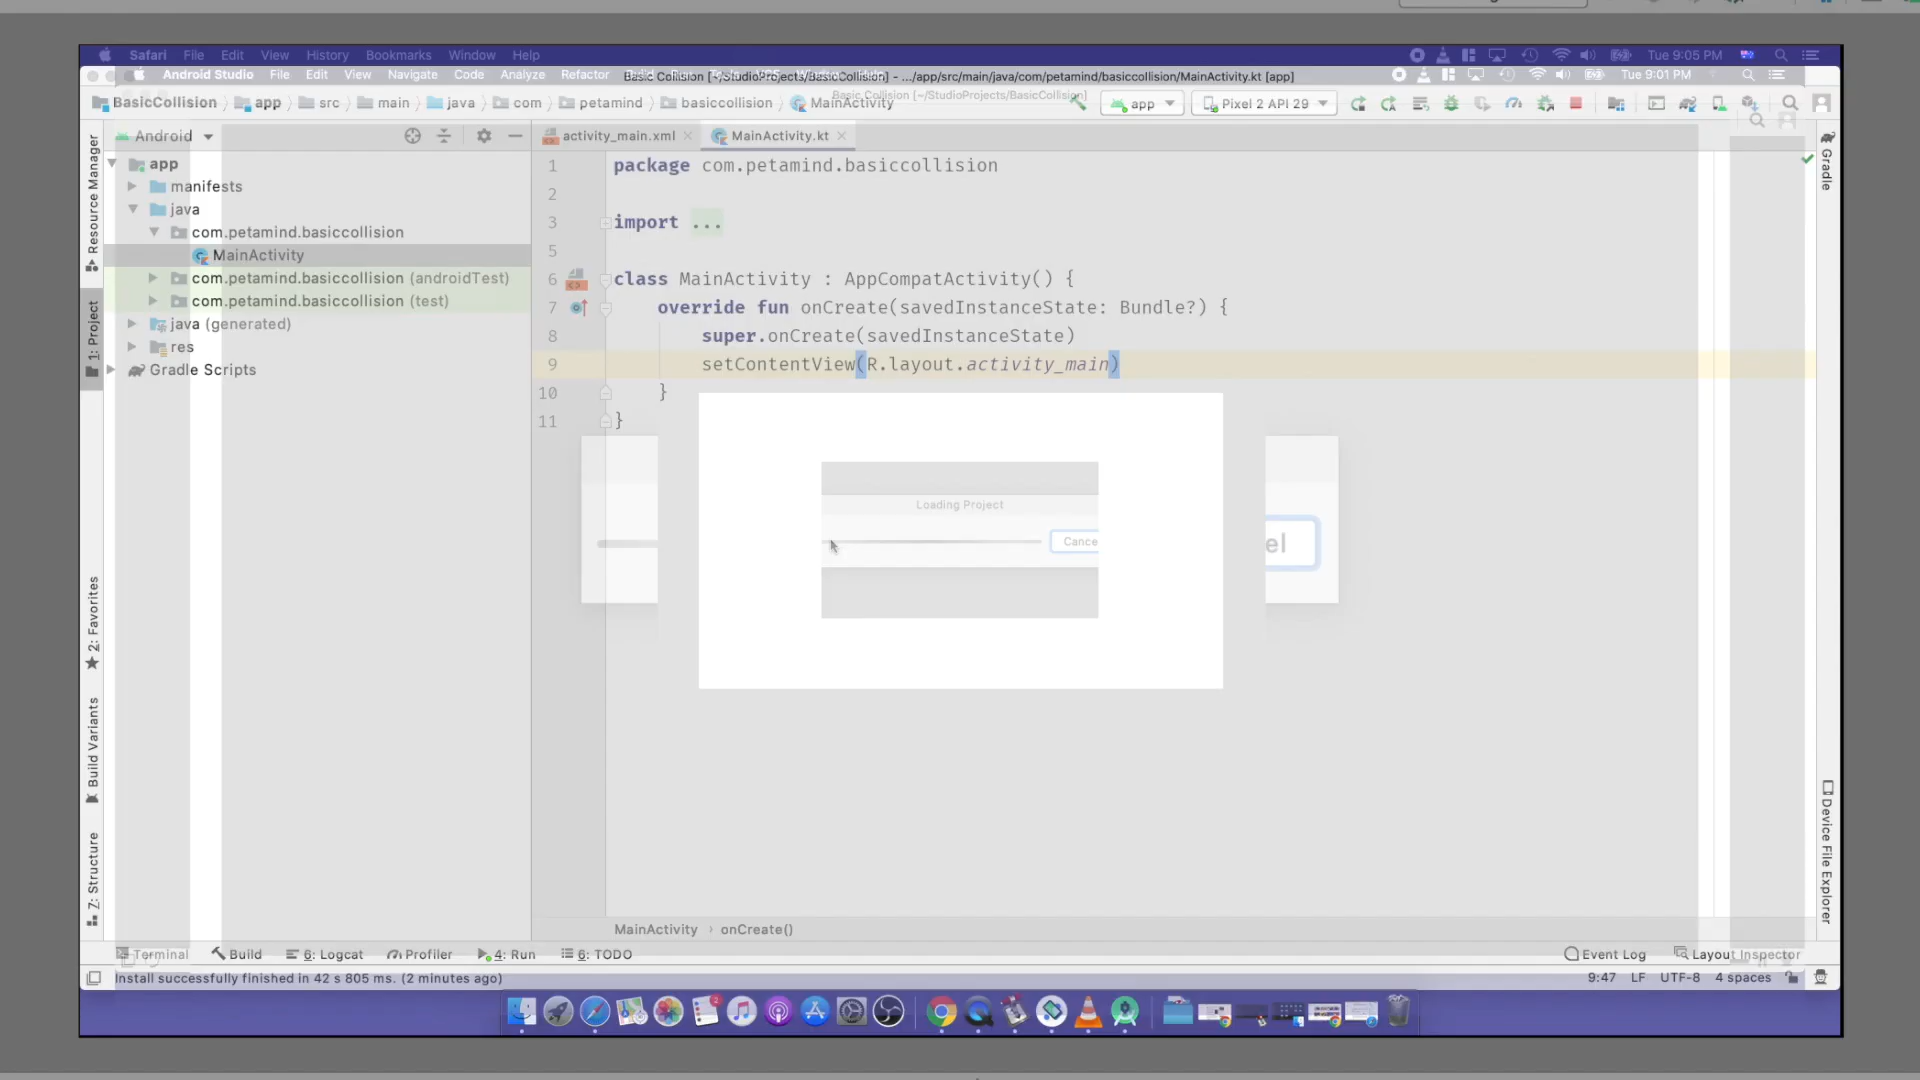 Safari File Edit View History Bookmarks Window Help Tue 9:05 PM
Android Studio File Edit View Navigate Code Analyze Refactor Tue 9:01 PM
Basic Collision [~/StudioProjects/BasicCollision] - .../app/src/main/java/com/petamind/basiccollision/MainActivity.kt [app]
Basic Collision [~/StudioProjects/BasicCollision]
BasicCollision app src main java com petamind basiccollision MainActivity app Pixel 2 API 29
Android activity_main.xml MainActivity.kt
Resource Manager
1: Project
2: Favorites
Build Variants
Z: Structure
app
manifests
java
com.petamind.basiccollision
MainActivity
com.petamind.basiccollision (androidTest)
com.petamind.basiccollision (test)
java (generated)
res
Gradle Scripts
1 package com.petamind.basiccollision
2
3 import ...
5
6 class MainActivity : AppCompatActivity() {
7 override fun onCreate(savedInstanceState: Bundle?) {
8 super.onCreate(savedInstanceState)
9 setContentView(R.layout.activity_main)
10 }
11 }
Loading Project
Cance
el
Gradle
Device File Explorer
MainActivity › onCreate()
Terminal Build 6: Logcat Profiler 4: Run 6: TODO Event Log Layout Inspector
Install successfully finished in 42 s 805 ms. (2 minutes ago) 9:47 LF UTF-8 4 spaces
2